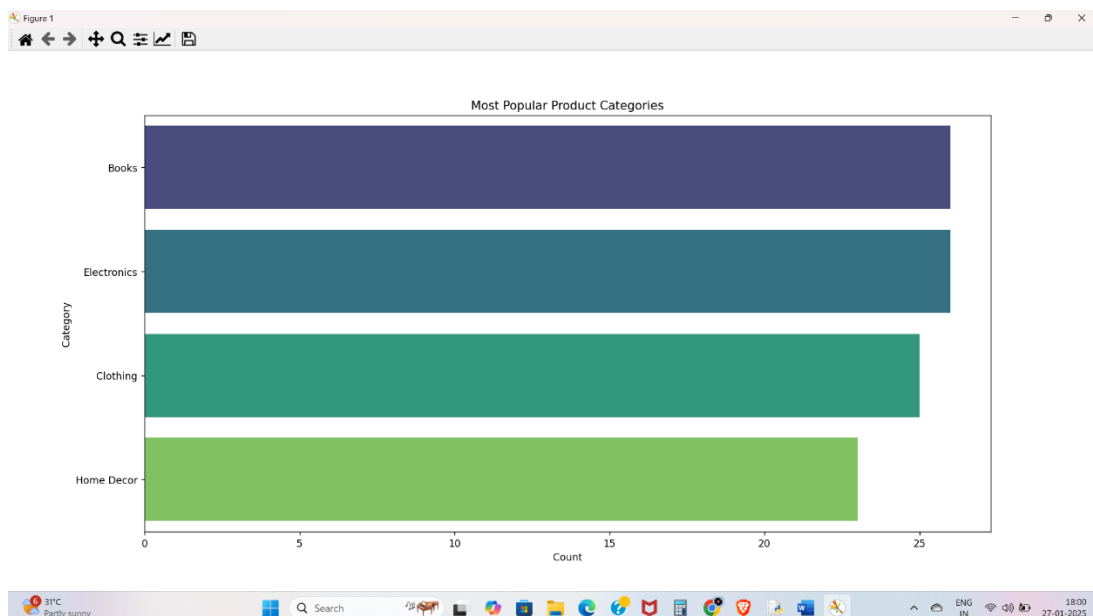 Figure 1
Most Popular Product Categories
Books
Electronics
Clothing
Home Decor
Category
0 5 10 15 20 25
Count
6
31°C
Partly sunny
Search
ENG
IN
18:00
27-01-2025